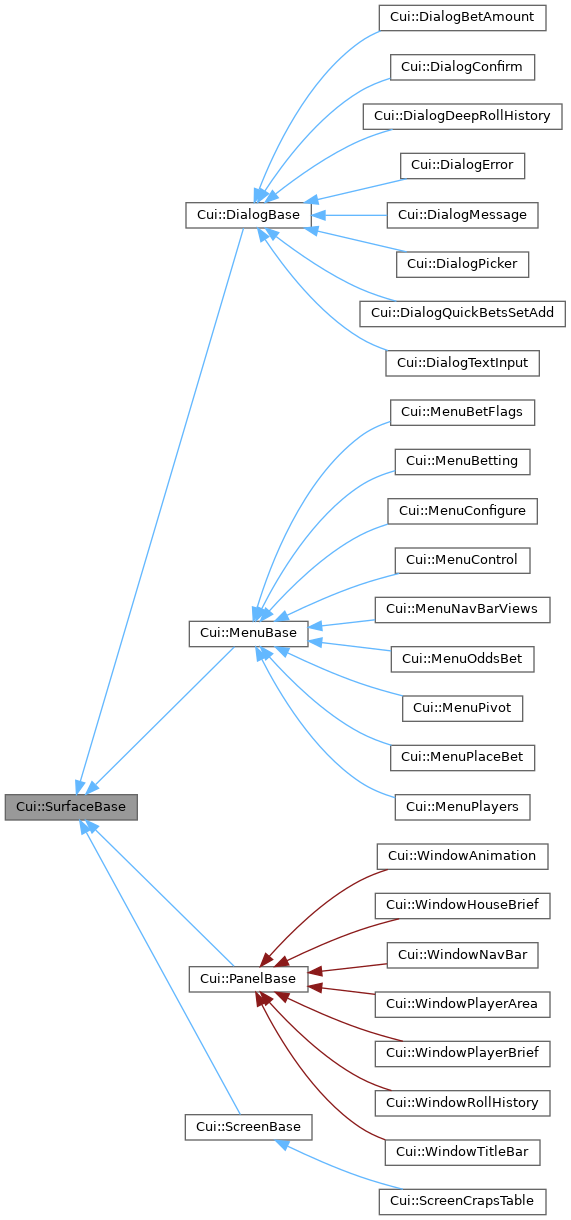 Cui::DialogBetAmount
Cui::DialogConfirm
Cui::DialogDeepRollHistory
Cui::DialogError
Cui::DialogBase
Cui::DialogMessage
Cui::DialogPicker
Cui::DialogQuickBetsSetAdd
Cui::DialogTextInput
Cui::MenuBetFlags
Cui::MenuBetting
Cui::MenuConfigure
Cui::MenuControl
Cui::MenuNavBarViews
Cui::MenuBase
Cui::MenuOddsBet
Cui::MenuPivot
Cui::MenuPlaceBet
Cui::MenuPlayers
Cui::SurfaceBase
Cui::WindowAnimation
Cui::WindowHouseBrief
Cui::WindowNavBar
Cui::PanelBase
Cui::WindowPlayerArea
Cui::WindowPlayerBrief
Cui::WindowRollHistory
Cui::ScreenBase
Cui::WindowTitleBar
Cui::ScreenCrapsTable